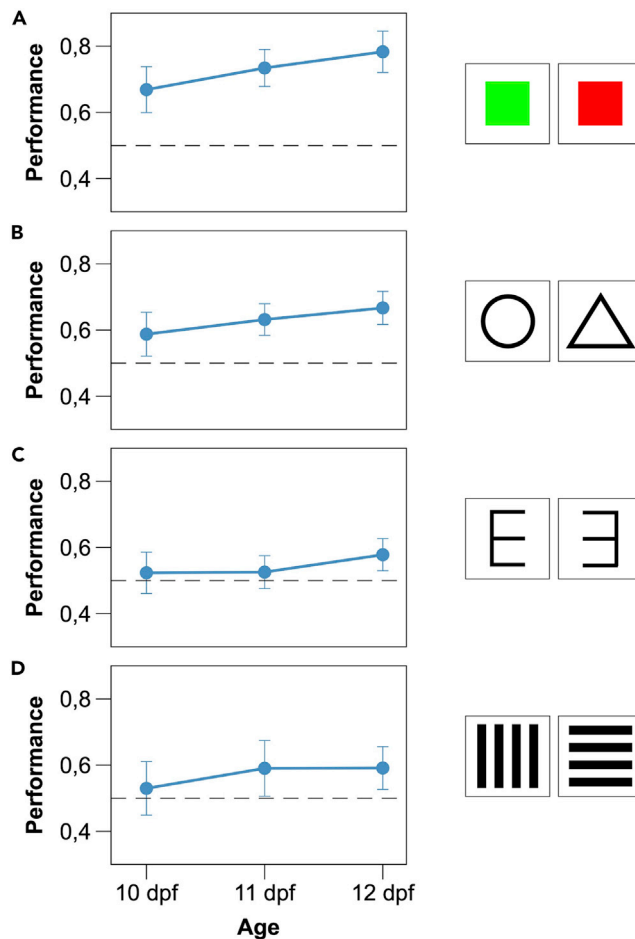 A
Performance
0,8
0,6
0,4
B
Performance
0,8
0,6
0,4
C
Performance
0,8
0,6
0,4
E
D
Performance
0,8
0,6
0,4
10 dpf 11 dpf 12 dpf
Age